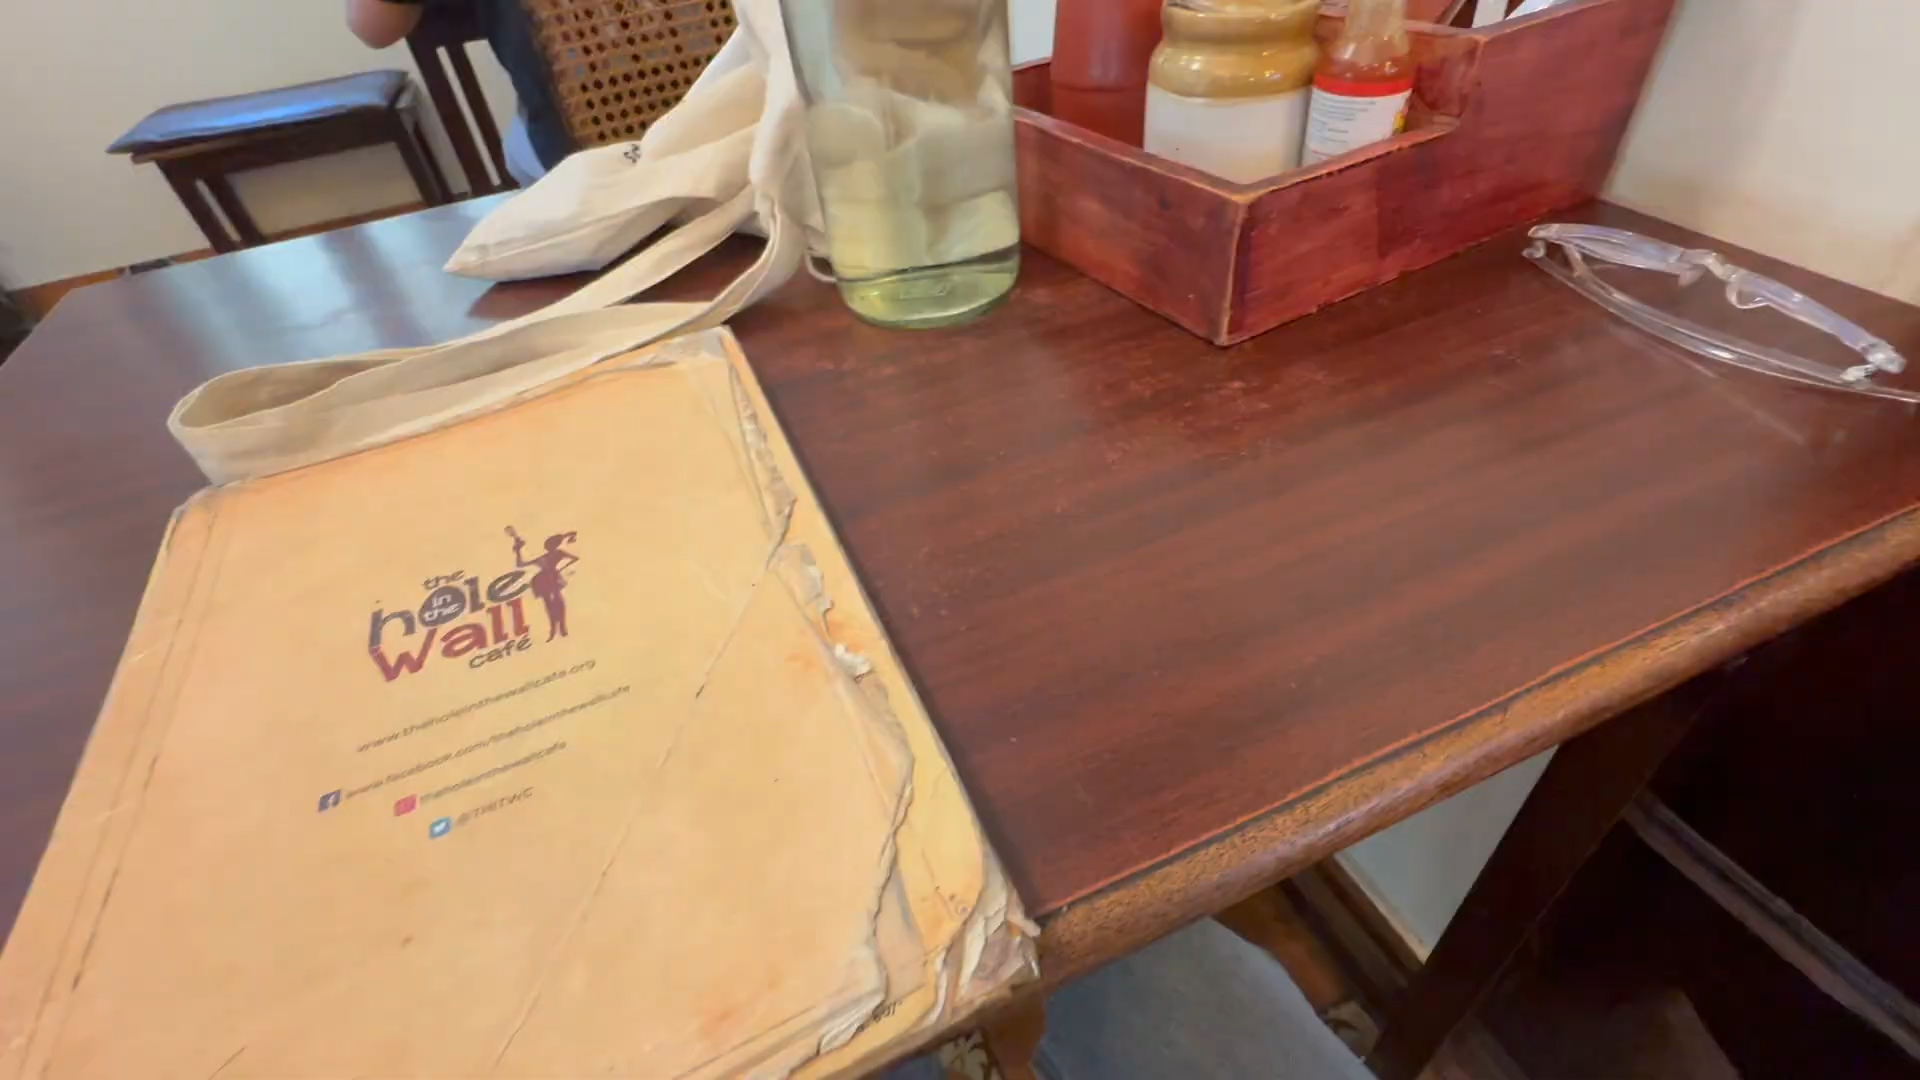 the
hole
in the
wall
café
www.theholeinthewallcafe.org
www.facebook.com/theholeinthewallcafe
theholeinthewallcafe
@THITWC